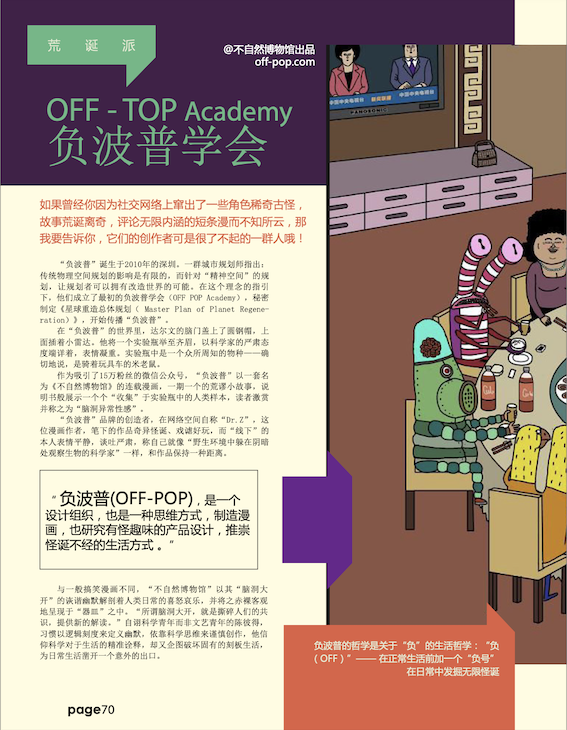 荒诞派
@不自然博物馆出品
off-pop.com
OFF - TOP Academy
负波普学会
如果曾经你因为社交网络上窜出了一些角色稀奇古怪，
故事荒诞离奇，评论无限内涵的短条漫而不知所云，那
我要告诉你，它们的创作者可是很了不起的一群人哦！
“负波普”诞生于2010年的深圳。一群城市规划师指出：
传统物理空间规划的影响是有限的，而针对“精神空间”的规
划，让规划者可以拥有改造世界的可能。在这个理念的指引
下，他们成立了最初的负波普学会（OFF POP Academy），秘密
制定《星球重造总体规划（ Master Plan of Planet Regene-
ration）》，开始传播“负波普”。
在“负波普”的世界里，达尔文的脑门盖上了圆钢帽，上
面插着小雷达。他将一个实验瓶举至齐眉，以科学家的严肃态
度端详着，表情凝重。实验瓶中是一个众所周知的物种——确
切地说，是骑着玩具车的米老鼠。
作为吸引了15万粉丝的微信公众号，“负波普”以一套名
为《不自然博物馆》的连载漫画，一期一个的荒谬小故事，说
明书般展示一个个“收集”于实验瓶中的人类样本，读者激赏
并称之为“脑洞异常性感”。
“负波普”品牌的创造者，在网络空间自称“Dr.Z”，这
位漫画作者，笔下的作品奇异怪诞、戏谑好玩，而“线下”的
本人表情平静，谈吐严肃，称自己就像“野生环境中躲在阴暗
处观察生物的科学家”一样，和作品保持一种距离。
“ 负波普(OFF-POP)，是一个
设计组织，也是一种思维方式，制造漫
画，也研究有怪趣味的产品设计，推崇
怪诞不经的生活方式 。”
与一般搞笑漫画不同，“不自然博物馆”以其“脑洞大
开”的诙谐幽默解剖着人类日常的喜怒哀乐，并将之赤裸客观
地呈现于“器皿”之中。“所谓脑洞大开，就是撕碎人们的共
识，提供新的解读。”自诩科学青年而非文艺青年的陈彼得，
习惯以逻辑刻度来定义幽默，依靠科学思维来谨慎创作，他信
仰科学对于生活的精准诠释，却又企图破坏固有的刻板生活，
为日常生活凿开一个意外的出口。
中国中央电视台
新闻联播
中国中央电视台
PANOSONIC
负波普的哲学是关于“负”的生活哲学：“负
（OFF）”—— 在正常生活前加一个“负号”
在日常中发掘无限怪诞
page70